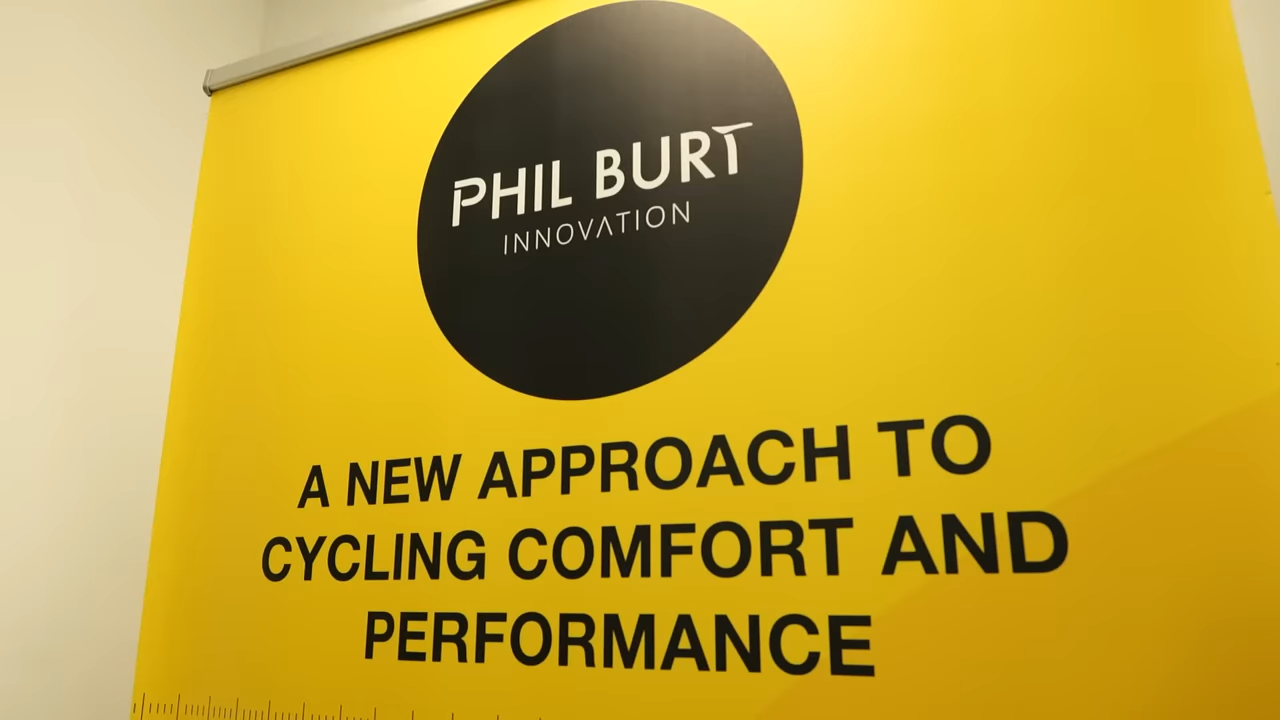 PHIL BURT
INNOVATION
A NEW APPROACH TO
CYCLING COMFORT AND
PERFORMANCE